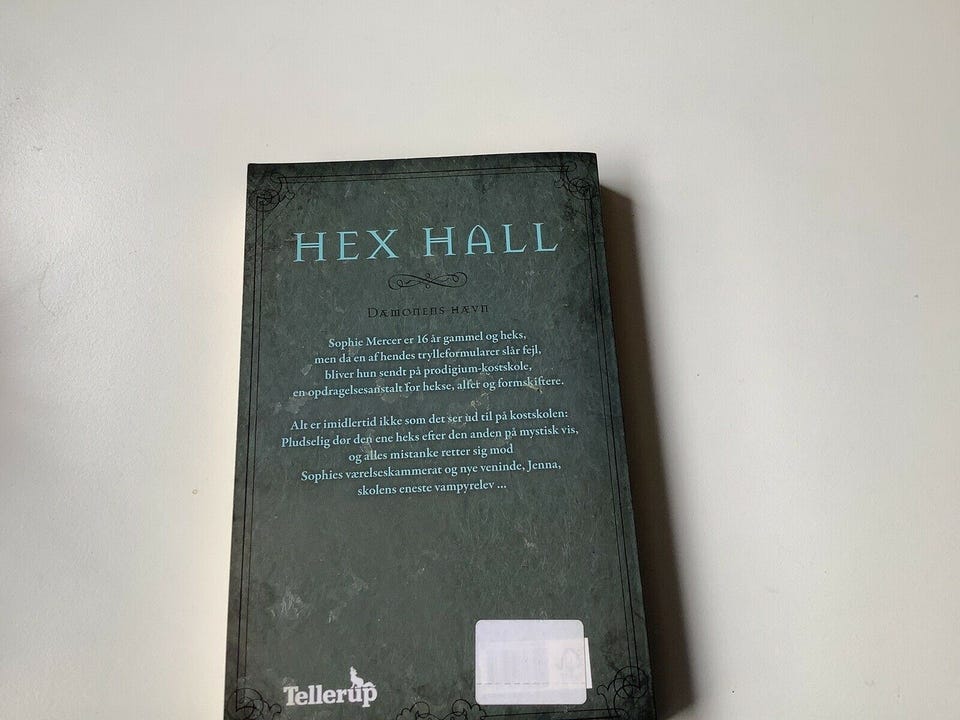 HEX HALL
DÆMONENS HÆVN
Sophie Mercer er 16 år gammel og heks,
men da en af hendes trylleformularer slår fejl,
bliver hun sendt på prodigium-kostskole,
en opdragelsesanstalt for hekse, alfer og formskiftere.
Alt er imidlertid ikke som det ser ud til på kostskolen:
Pludselig dør den ene heks efter den anden på mystisk vis,
og alles mistanke retter sig mod
Sophies værelseskammerat og nye veninde, Jenna,
skolens eneste vampyrelev ...
Tellerup